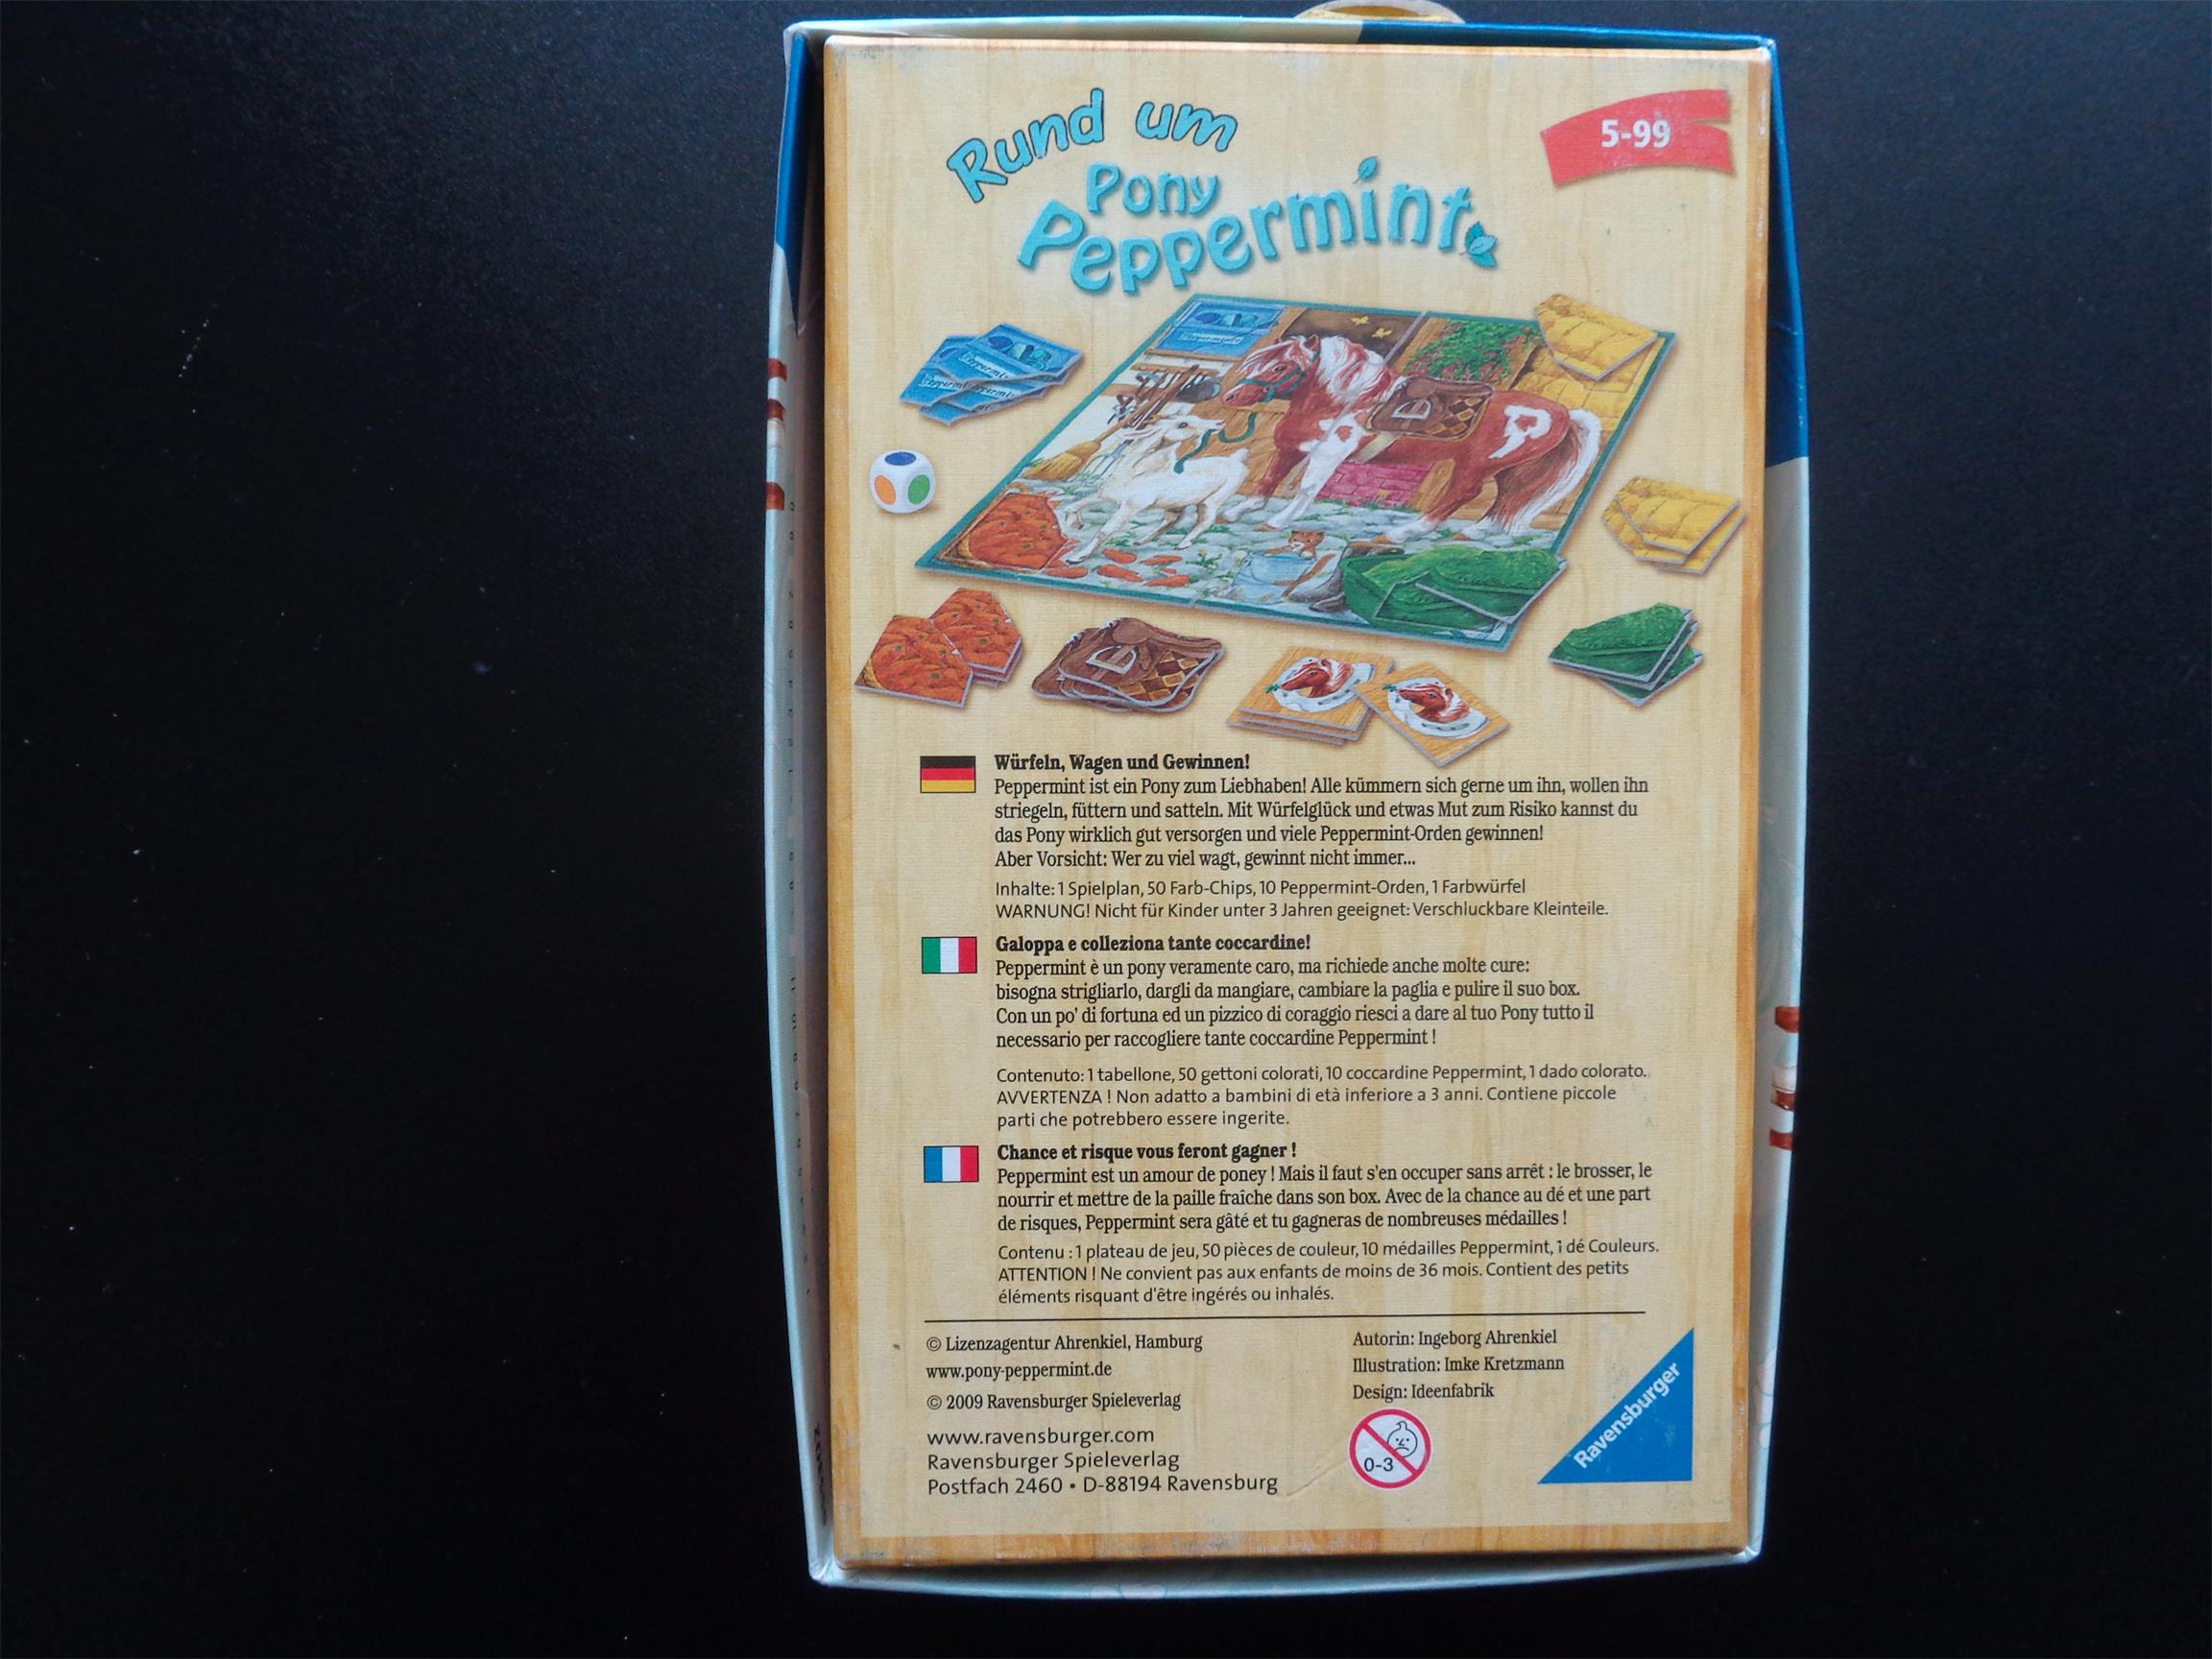 Rund um
Pony
Peppermint
5-99
Würfeln, Wagen und Gewinnen!
Peppermint ist ein Pony zum Liebhaben! Alle kümmern sich gerne um ihn, wollen ihn
striegeln, füttern und satteln. Mit Würfelglück und etwas Mut zum Risiko kannst du
das Pony wirklich gut versorgen und viele Peppermint-Orden gewinnen!
Aber Vorsicht: Wer zu viel wagt, gewinnt nicht immer...
Inhalte: 1 Spielplan, 50 Farb-Chips, 10 Peppermint-Orden, 1 Farbwürfel
WARNUNG! Nicht für Kinder unter 3 Jahren geeignet: Verschluckbare Kleinteile.
Galoppa e colleziona tante coccardine!
Peppermint è un pony veramente caro, ma richiede anche molte cure:
bisogna strigliarlo, dargli da mangiare, cambiare la paglia e pulire il suo box.
Con un po' di fortuna ed un pizzico di coraggio riesci a dare al tuo Pony tutto il
necessario per raccogliere tante coccardine Peppermint !
Contenuto: 1 tabellone, 50 gettoni colorati, 10 coccardine Peppermint, 1 dado colorato.
AVVERTENZA ! Non adatto a bambini di età inferiore a 3 anni. Contiene piccole
parti che potrebbero essere ingerite.
Chance et risque vous feront gagner !
Peppermint est un amour de poney ! Mais il faut s'en occuper sans arrêt : le brosser, le
nourrir et mettre de la paille fraîche dans son box. Avec de la chance au dé et une part
de risques, Peppermint sera gâté et tu gagneras de nombreuses médailles !
Contenu : 1 plateau de jeu, 50 pièces de couleur, 10 médailles Peppermint, 1 dé Couleurs.
ATTENTION ! Ne convient pas aux enfants de moins de 36 mois. Contient des petits
éléments risquant d'être ingérés ou inhalés.
© Lizenzagentur Ahrenkiel, Hamburg
www.pony-peppermint.de
© 2009 Ravensburger Spieleverlag
www.ravensburger.com
Ravensburger Spieleverlag
Postfach 2460 • D-88194 Ravensburg
Autorin: Ingeborg Ahrenkiel
Illustration: Imke Kretzmann
Design: Ideenfabrik
0-3
Ravensburger